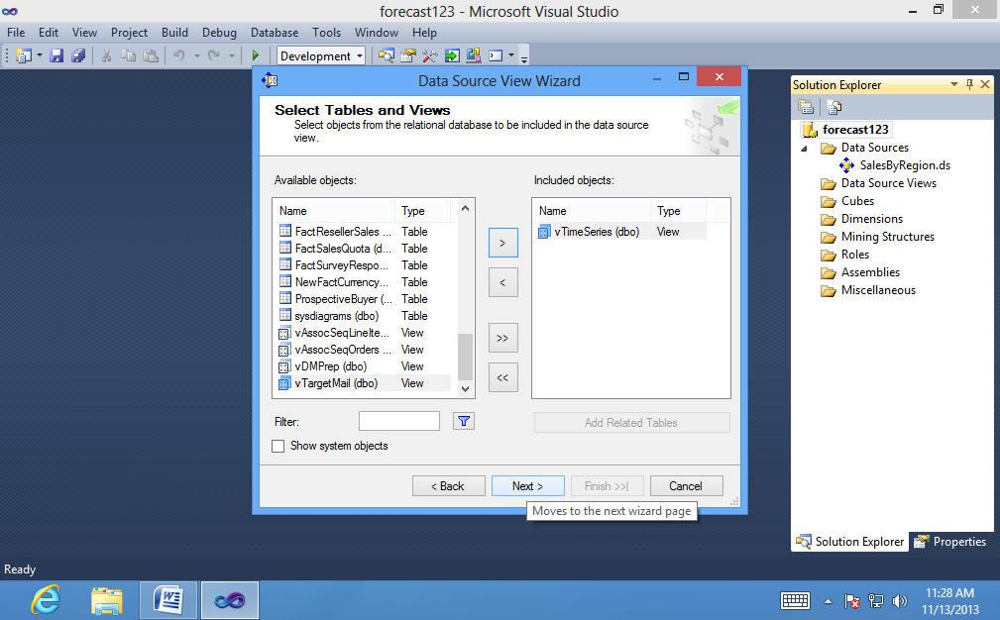 forecast123 - Microsoft Visual Studio
File Edit View Project Build Debug Database Tools Window Help
Development
Data Source View Wizard
Select Tables and Views
Select objects from the relational database to be included in the data source
view.
Available objects:
Name Type
FactResellerSales ... Table
FactSalesQuota (d... Table
FactSurveyRespo... Table
NewFactCurrency... Table
ProspectiveBuyer (... Table
sysdiagrams (dbo) Table
vAssocSeqLineIte... View
vAssocSeqOrders ... View
vDMPrep (dbo) View
vTargetMail (dbo) View
>
<
>>
<<
Included objects:
Name Type
vTimeSeries (dbo) View
Filter:
Add Related Tables
Show system objects
< Back Next > Finish >>| Cancel
Moves to the next wizard page
Solution Explorer
forecast123
Data Sources
SalesByRegion.ds
Data Source Views
Cubes
Dimensions
Mining Structures
Roles
Assemblies
Miscellaneous
Solution Explorer Properties
Ready
11:28 AM
11/13/2013